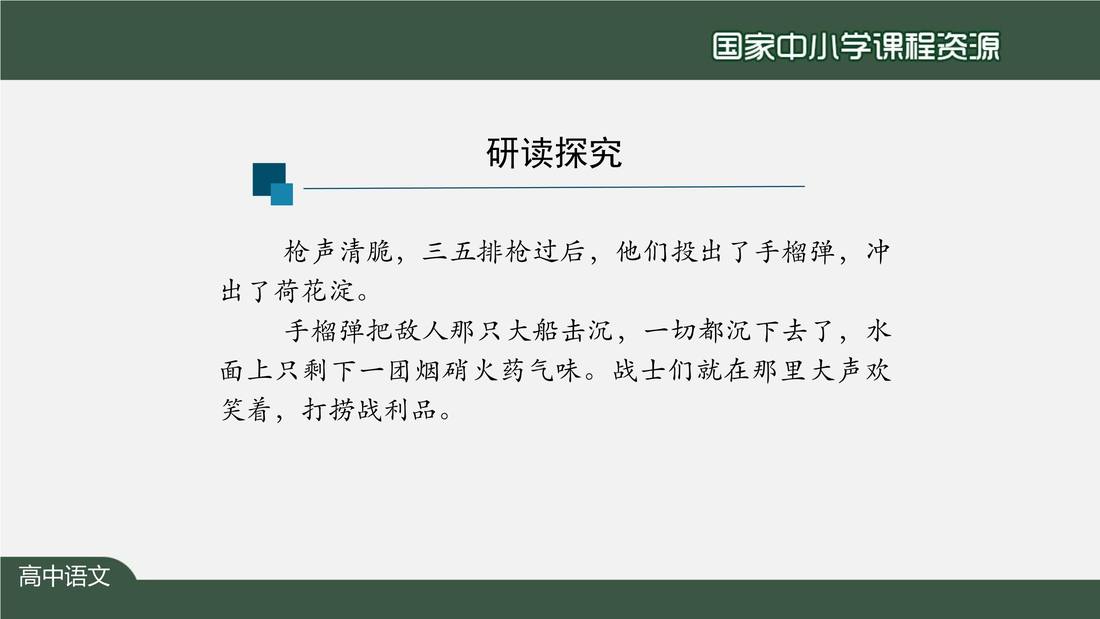 国家中小学课程资源
研读探究
枪声清脆，三五排枪过后，他们投出了手榴弹，冲
出了荷花淀。
手榴弹把敌人那只大船击沉，一切都沉下去了，水
面上只剩下一团烟硝火药气味。战士们就在那里大声欢
笑着，打捞战利品。
高中语文